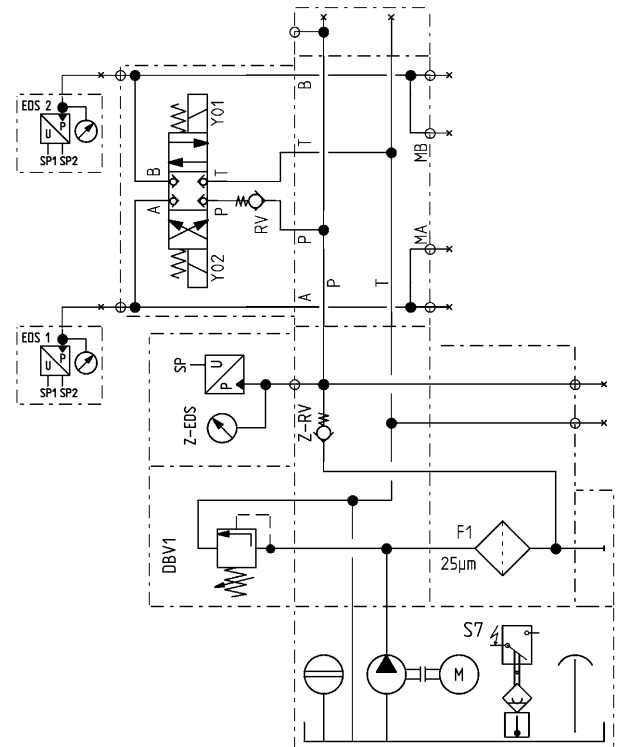 EDS 2
U
P
SP1 SP2
B
Y01
B
T
T
A
P
RV
P
Y02
A
P
T
MB
MA
EDS 1
U
P
SP1 SP2
SP
U
P
Z-EDS
Z-RV
DBV1
F1
25µm
S7
M